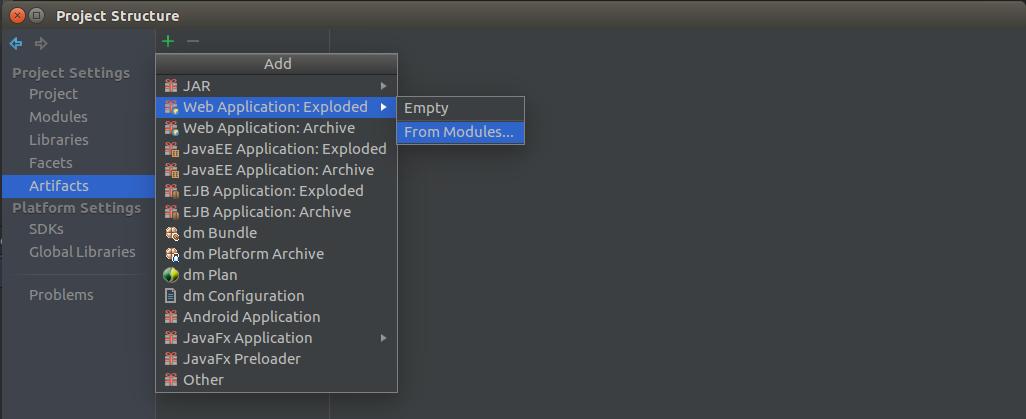 Project Structure
Project Settings
Project
Modules
Libraries
Facets
Artifacts
Platform Settings
SDKs
Global Libraries
Problems
Add
JAR
Web Application: Exploded
Web Application: Archive
JavaEE Application: Exploded
JavaEE Application: Archive
EJB Application: Exploded
EJB Application: Archive
dm Bundle
dm Platform Archive
dm Plan
dm Configuration
Android Application
JavaFx Application
JavaFx Preloader
Other
Empty
From Modules...